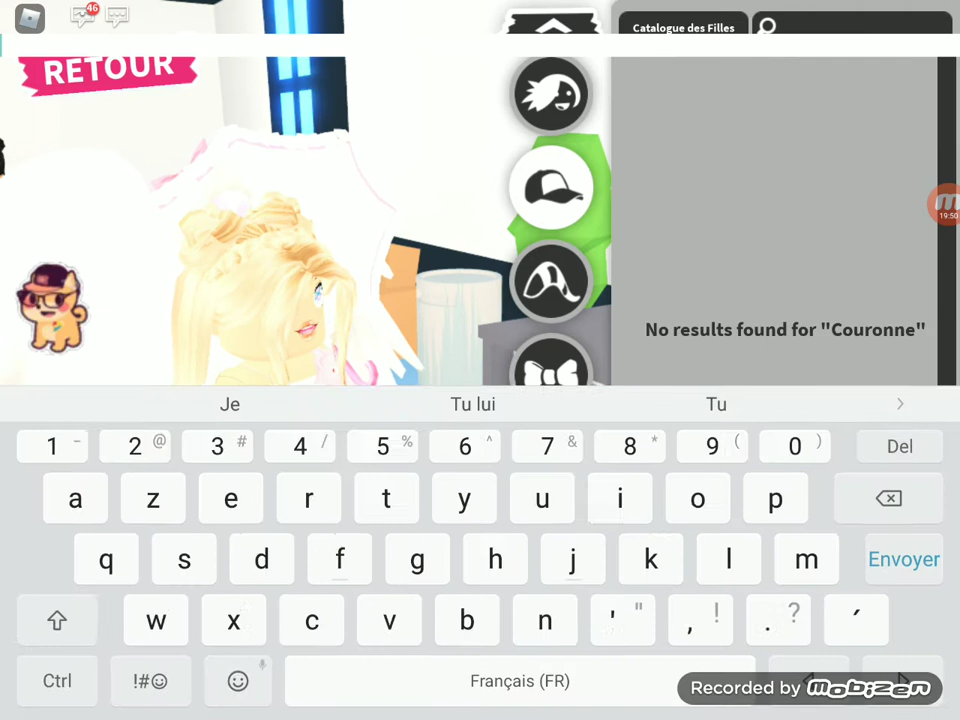 46
Catalogue des Filles
RETOUR
19:50
No results found for "Couronne"
Je Tu lui Tu >
1 - 2 @ 3 # 4 / 5 % 6 ^ 7 & 8 * 9 ( 0 ) Del
a z e r t y u i o p
q s d f g h j k l m Envoyer
w x c v b n ' " , ! . ? ´
Ctrl !#☺ Français (FR)
Recorded by mobizen